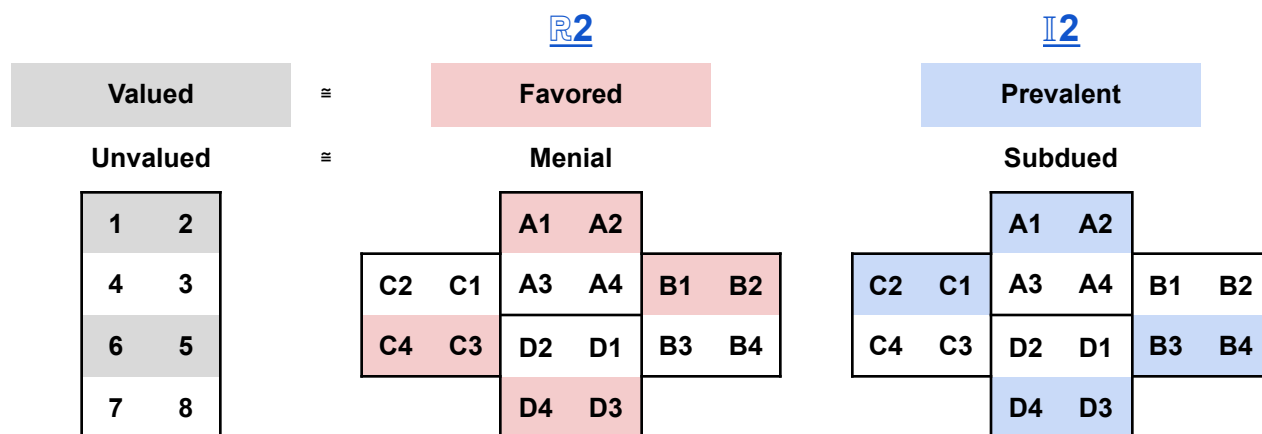 ℝ2 𝕀2
Valued ≅ Favored Prevalent
Unvalued ≅ Menial Subdued
1 2 A1 A2 A1 A2
4 3 C2 C1 A3 A4 B1 B2 C2 C1 A3 A4 B1 B2
6 5 C4 C3 D2 D1 B3 B4 C4 C3 D2 D1 B3 B4
7 8 D4 D3 D4 D3